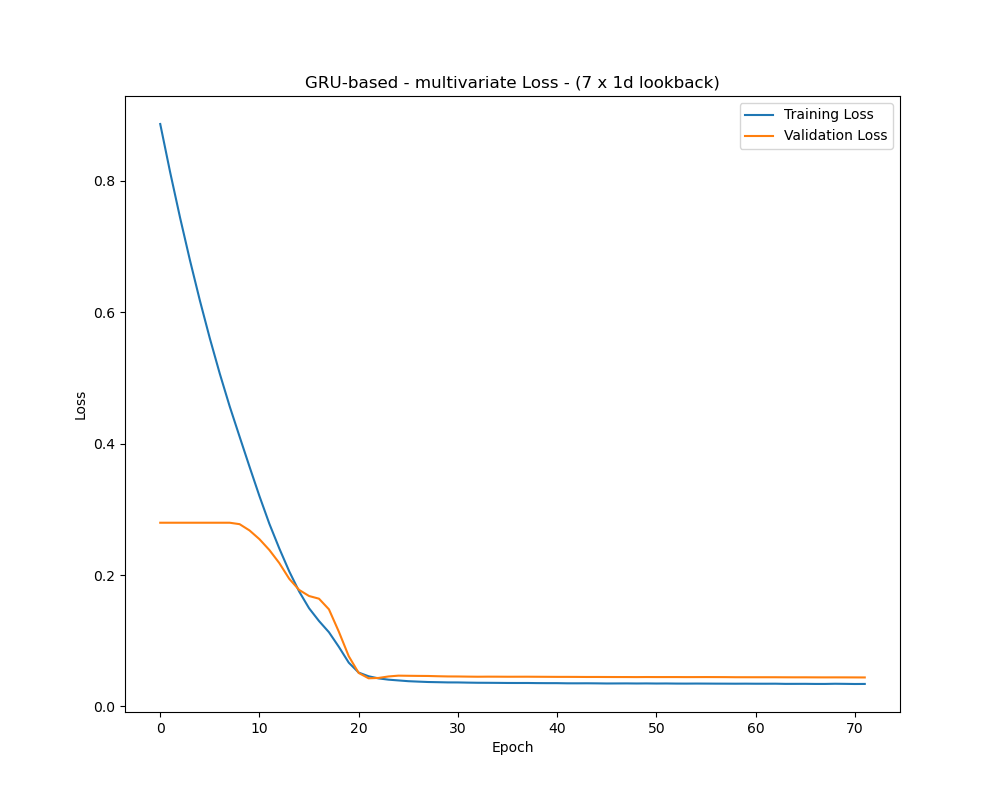 GRU-based - multivariate Loss - (7 x 1d lookback)
Training Loss
Validation Loss
0.8
0.6
0.4
0.2
0.0
Loss
0 10 20 30 40 50 60 70
Epoch